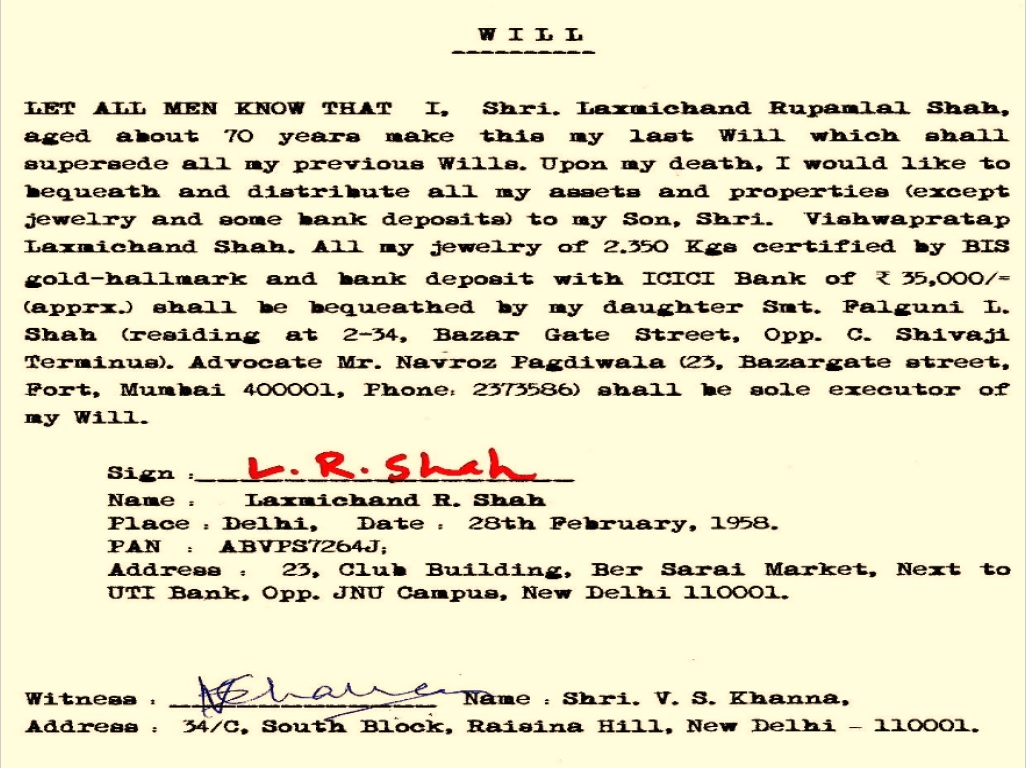 W I L L
LET ALL MEN KNOW THAT I, Shri. Laxmichand Rupamlal Shah,
aged about 70 years make this my last Will which shall
supersede all my previous Wills. Upon my death, I would like to
bequeath and distribute all my assets and properties (except
jewelry and some bank deposits) to my Son, Shri. Vishwapratap
Laxmichand Shah. All my jewelry of 2.350 Kgs certified by BIS
gold-hallmark and bank deposit with ICICI Bank of ₹ 35,000/=
(apprx.) shall be bequeathed by my daughter Smt. Falguni L.
Shah (residing at 2-34, Bazar Gate Street, Opp. C. Shivaji
Terminus). Advocate Mr. Navroz Pagdiwala (23, Bazargate street,
Fort, Mumbai 400001, Phone: 2373586) shall be sole executor of
my Will.
Sign : L. R. Shah
Name : Laxmichand R. Shah
Place : Delhi, Date : 28th February, 1958.
PAN : ABVPS7264J;
Address : 23, Club Building, Ber Sarai Market, Next to
UTI Bank, Opp. JNU Campus, New Delhi 110001.
Witness : Name : Shri. V. S. Khanna,
Address : 34/C, South Block, Raisina Hill, New Delhi - 110001.